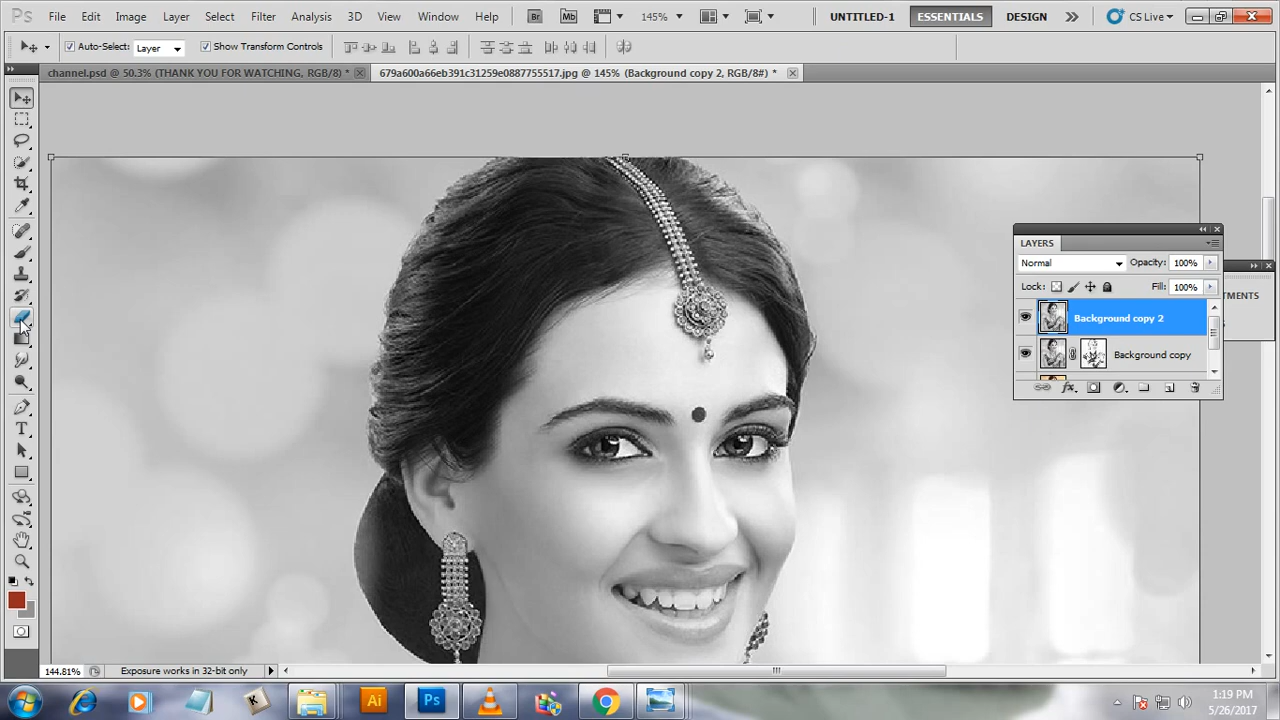 Ps File Edit Image Layer Select Filter Analysis 3D View Window Help Br Mb 145% UNTITLED-1 ESSENTIALS DESIGN CS Live
Auto-Select: Layer Show Transform Controls
channel.psd @ 50.3% (THANK YOU FOR WATCHING, RGB/8) * 679a600a66eb391c31259e0887755517.jpg @ 145% (Background copy 2, RGB/8#) *
LAYERS
Normal Opacity: 100%
Lock: Fill: 100%
Background copy 2
Background copy
T
144.81% Exposure works in 32-bit only
K Ai Ps 1:19 PM
5/26/2017